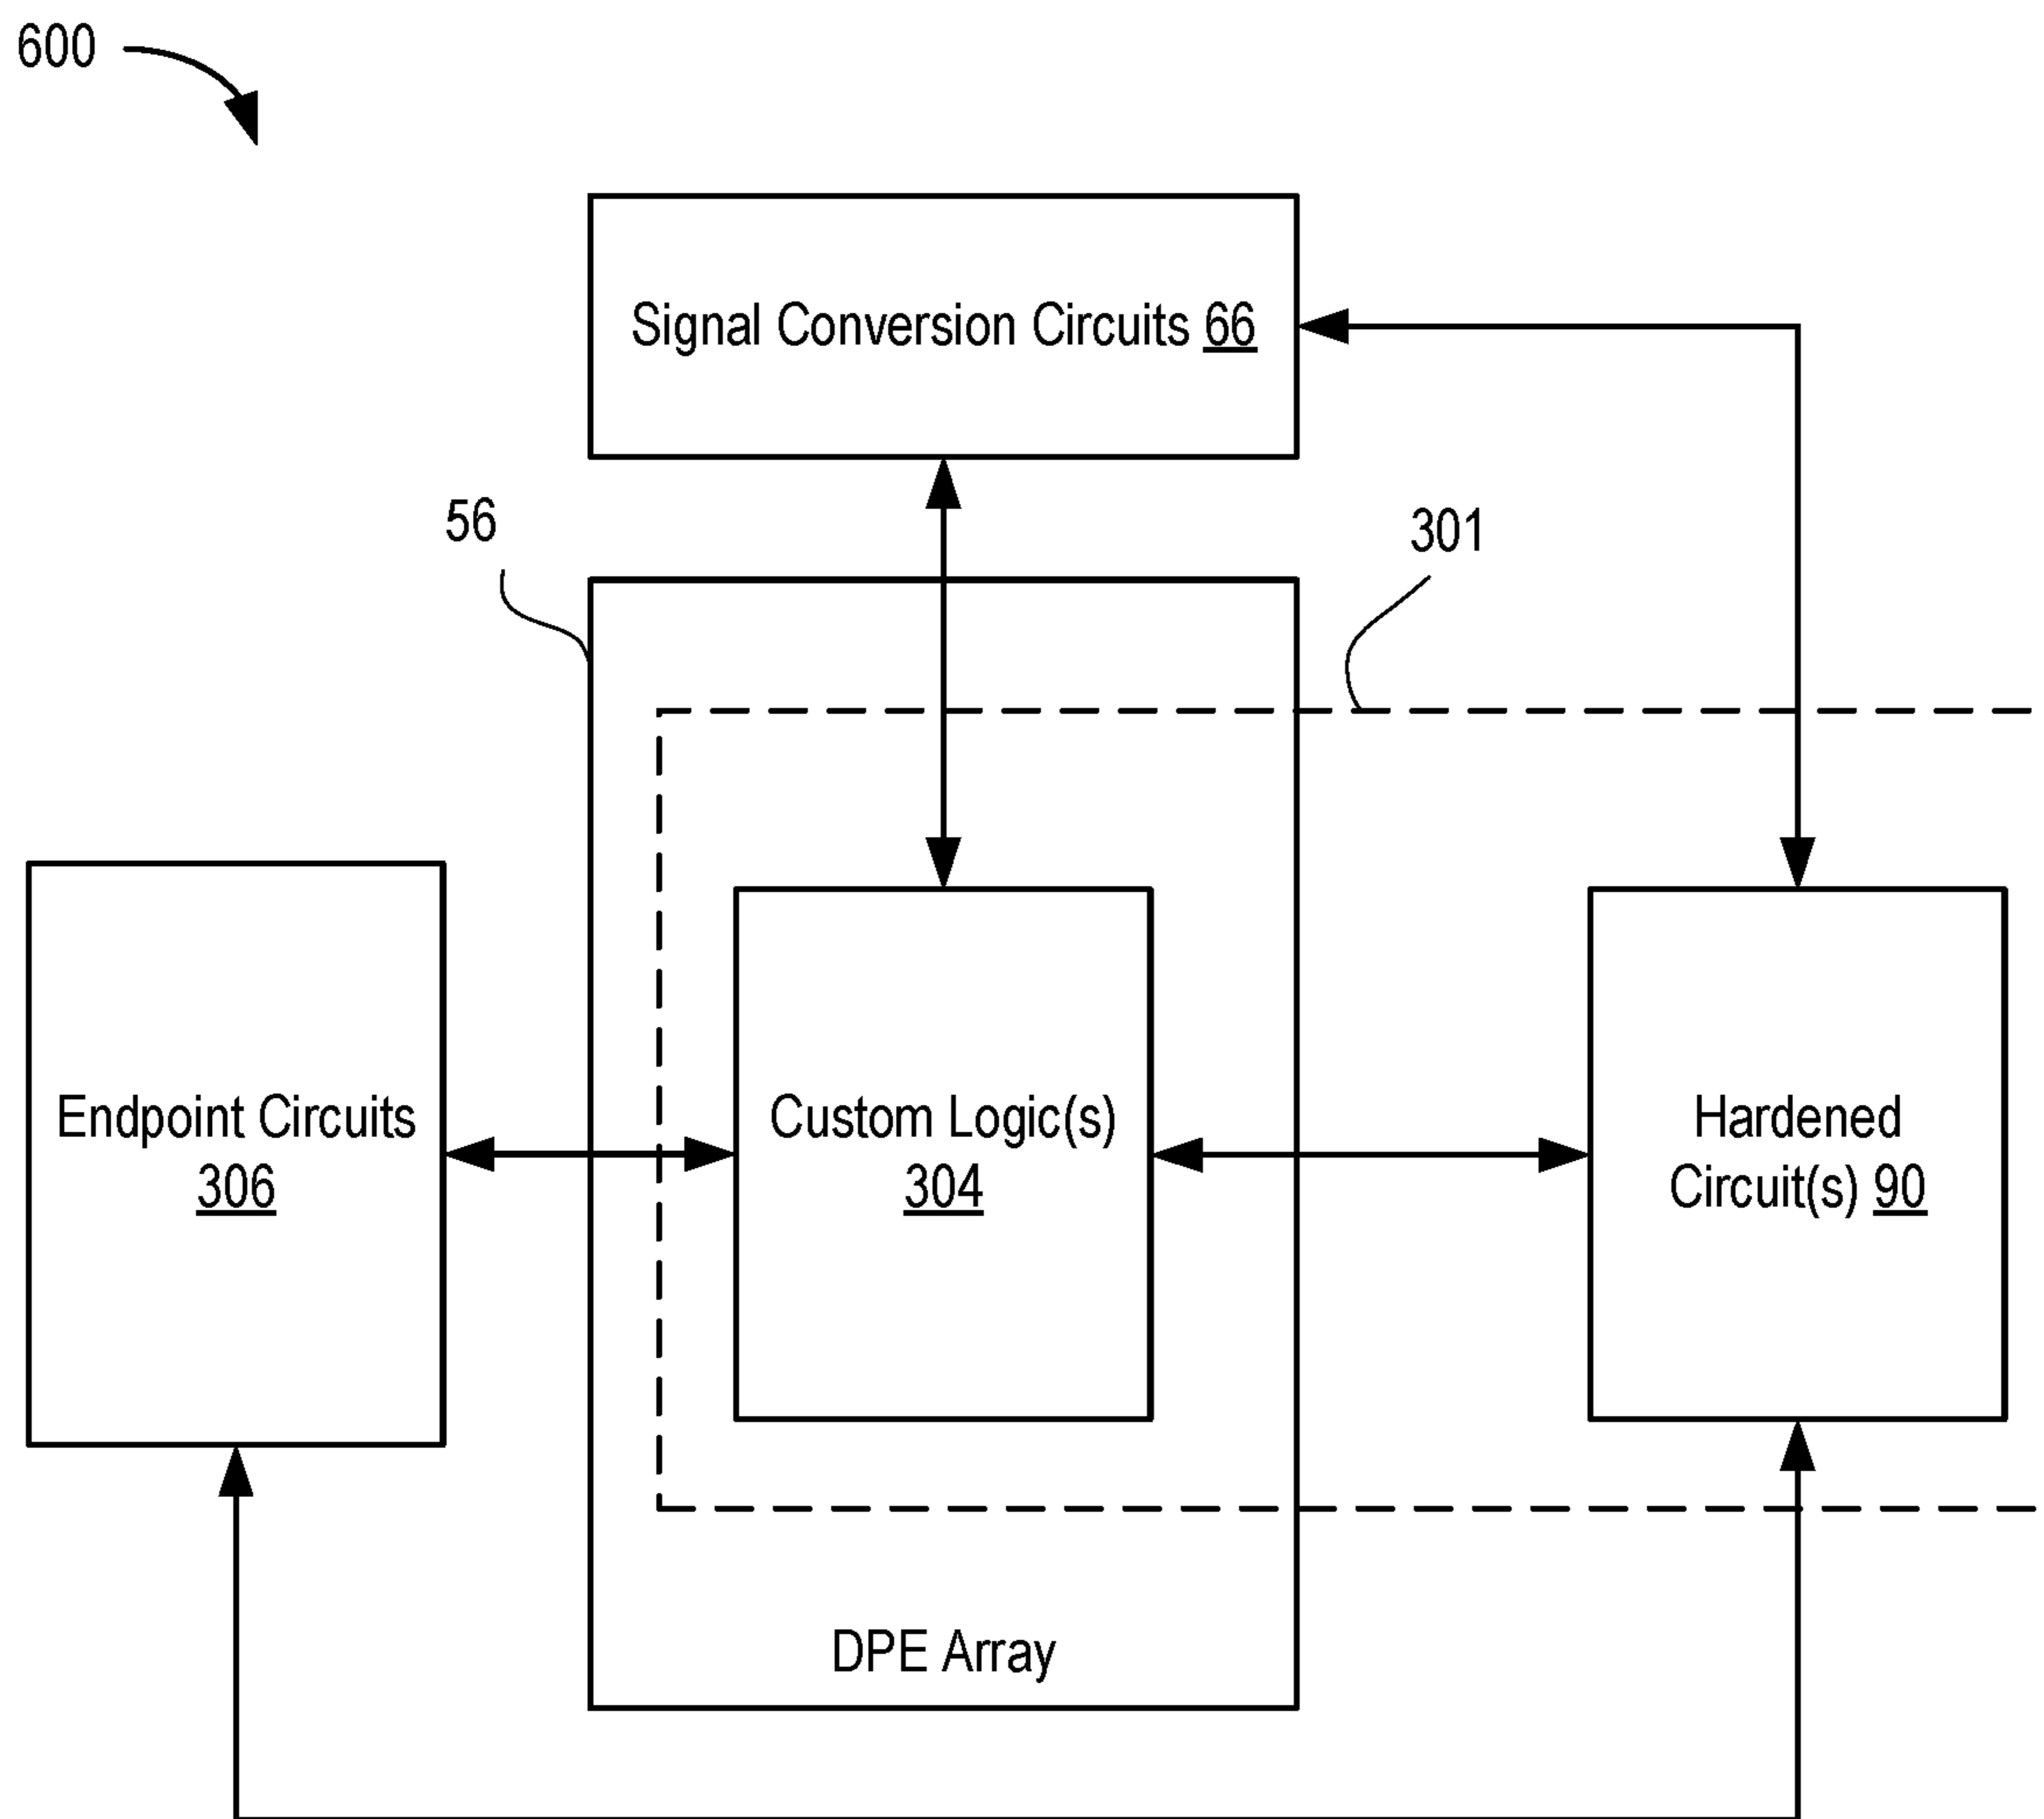 600
Signal Conversion Circuits 66
56
301
Endpoint Circuits
306
Custom Logic(s)
304
Hardened
Circuit(s) 90
DPE Array